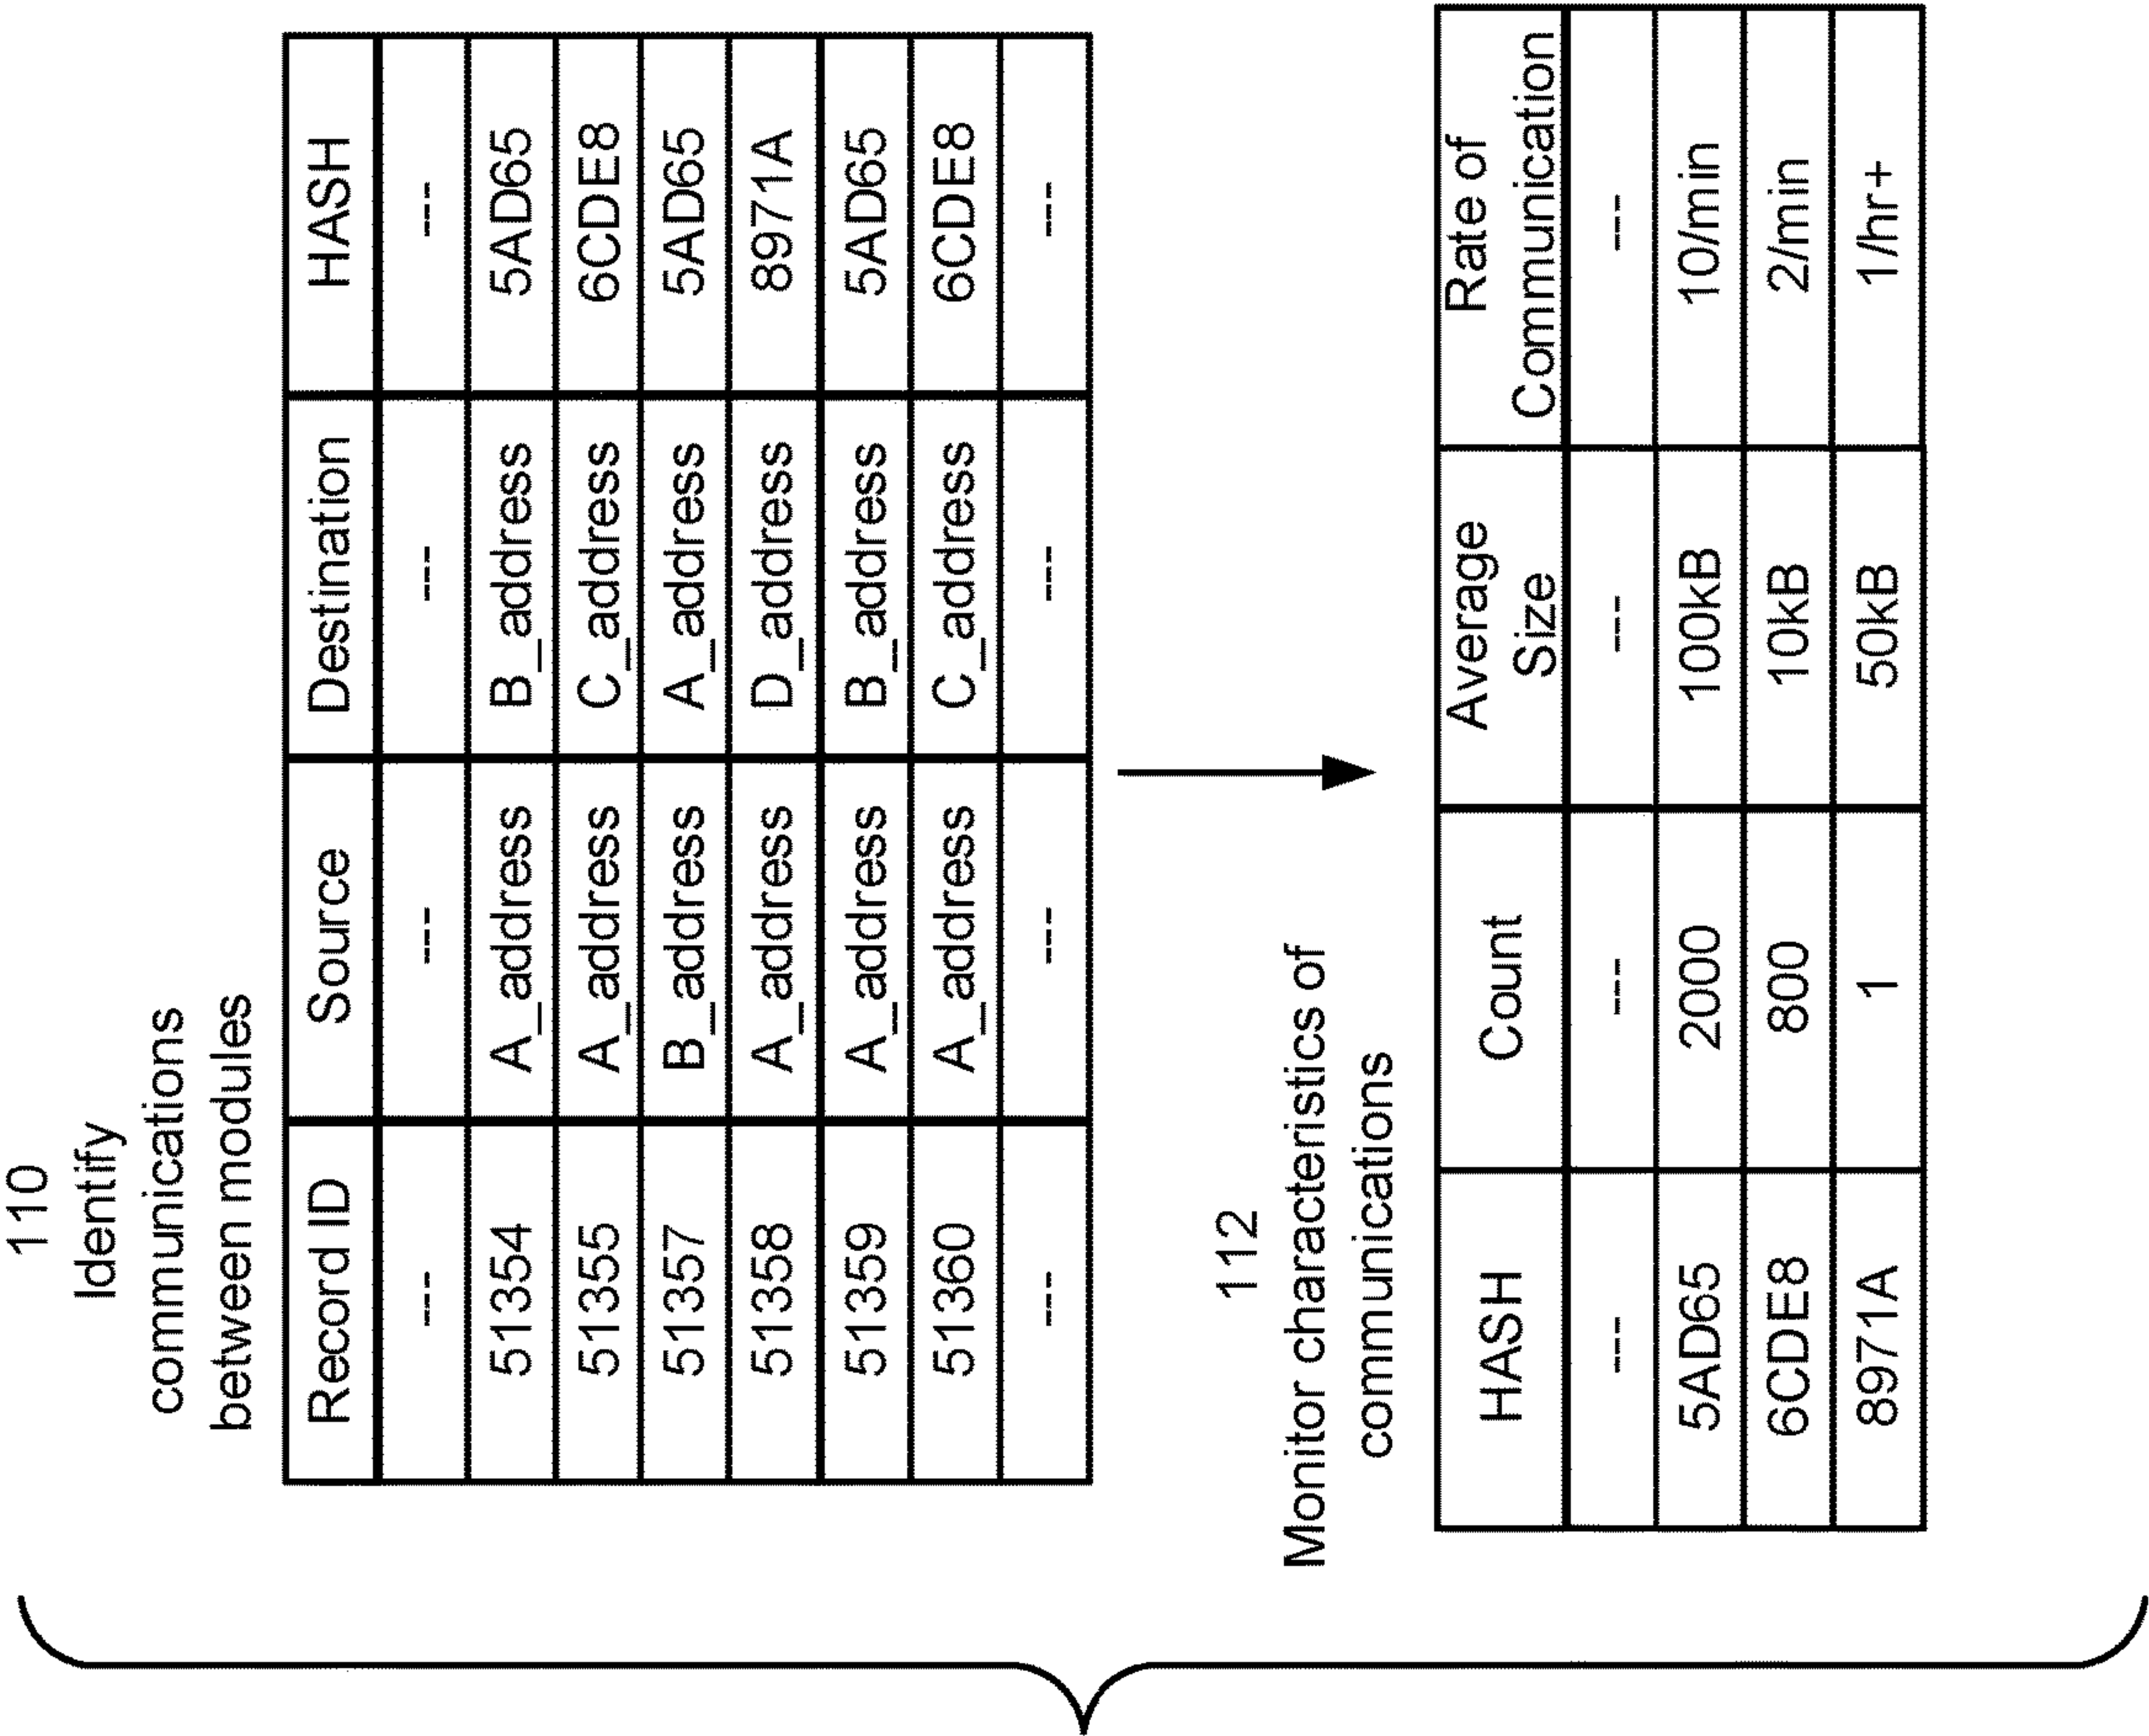 110
Identify
communications
between modules
Record ID Source Destination HASH
--- --- --- ---
51354 A_address B_address 5AD65
51355 A_address C_address 6CDE8
51357 B_address A_address 5AD65
51358 A_address D_address 8971A
51359 A_address B_address 5AD65
51360 A_address C_address 6CDE8
--- --- --- ---
112
Monitor characteristics of
communications
HASH Count Average Size Rate of Communication
--- --- --- ---
5AD65 2000 100kB 10/min
6CDE8 800 10kB 2/min
8971A 1 50kB 1/hr+